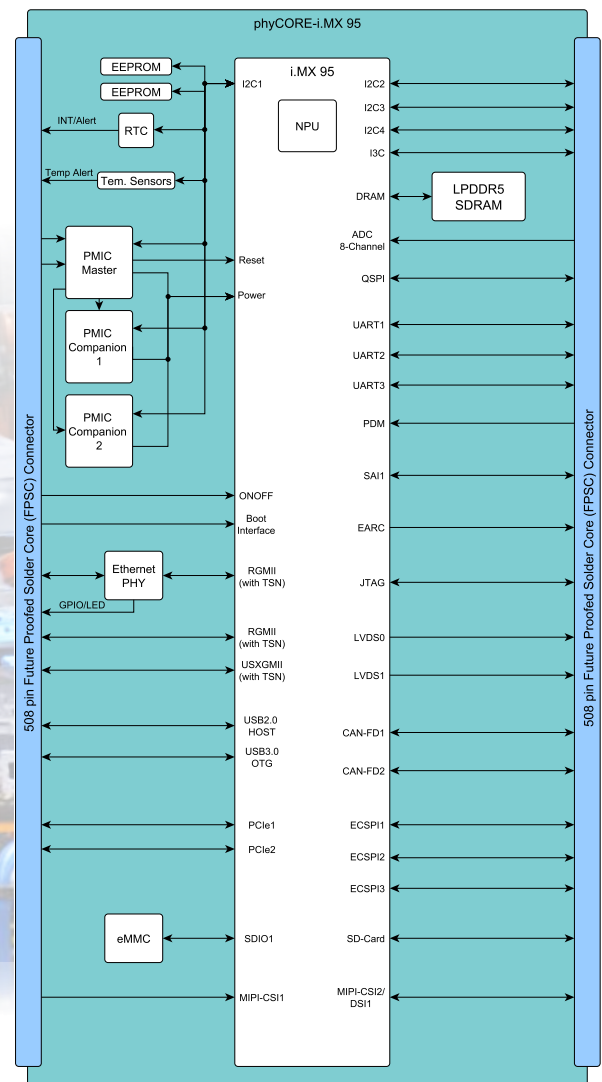 phyCORE-i.MX 95
508 pin Future Proofed Solder Core (FPSC) Connector
EEPROM
EEPROM
INT/Alert
RTC
Temp Alert
Tem. Sensors
PMIC
Master
PMIC
Companion
1
PMIC
Companion
2
Ethernet
PHY
GPIO/LED
eMMC
i.MX 95
NPU
I2C1
Reset
Power
ONOFF
Boot
Interface
RGMII
(with TSN)
RGMII
(with TSN)
USXGMII
(with TSN)
USB2.0
HOST
USB3.0
OTG
PCIe1
PCIe2
SDIO1
MIPI-CSI1
I2C2
I2C3
I2C4
I3C
DRAM
LPDDR5
SDRAM
ADC
8-Channel
QSPI
UART1
UART2
UART3
PDM
SAI1
EARC
JTAG
LVDS0
LVDS1
CAN-FD1
CAN-FD2
ECSPI1
ECSPI2
ECSPI3
SD-Card
MIPI-CSI2/
DSI1
508 pin Future Proofed Solder Core (FPSC) Connector